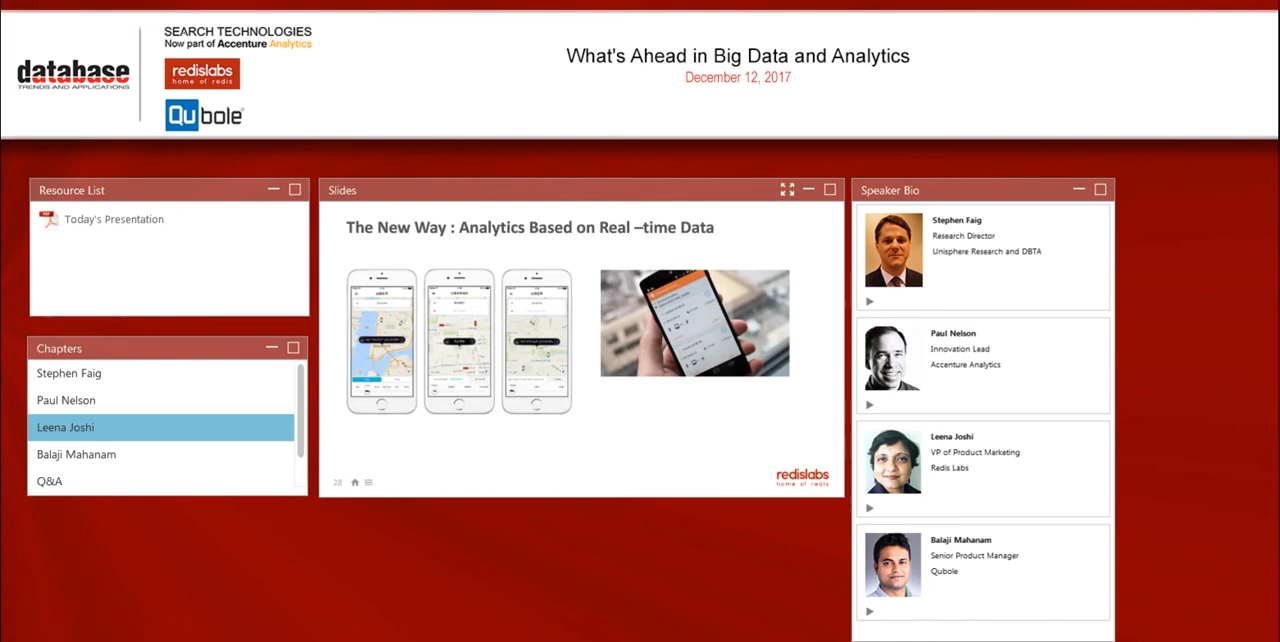 database
TRENDS AND APPLICATIONS
SEARCH TECHNOLOGIES
Now part of Accenture Analytics
redislabs
home of redis
Qubole
What's Ahead in Big Data and Analytics
December 12, 2017
Resource List
Today's Presentation
Chapters
Stephen Faig
Paul Nelson
Leena Joshi
Balaji Mahanam
Q&A
Slides
The New Way : Analytics Based on Real –time Data
28
redislabs
home of redis
Speaker Bio
Stephen Faig
Research Director
Unisphere Research and DBTA
Paul Nelson
Innovation Lead
Accenture Analytics
Leena Joshi
VP of Product Marketing
Redis Labs
Balaji Mahanam
Senior Product Manager
Qubole